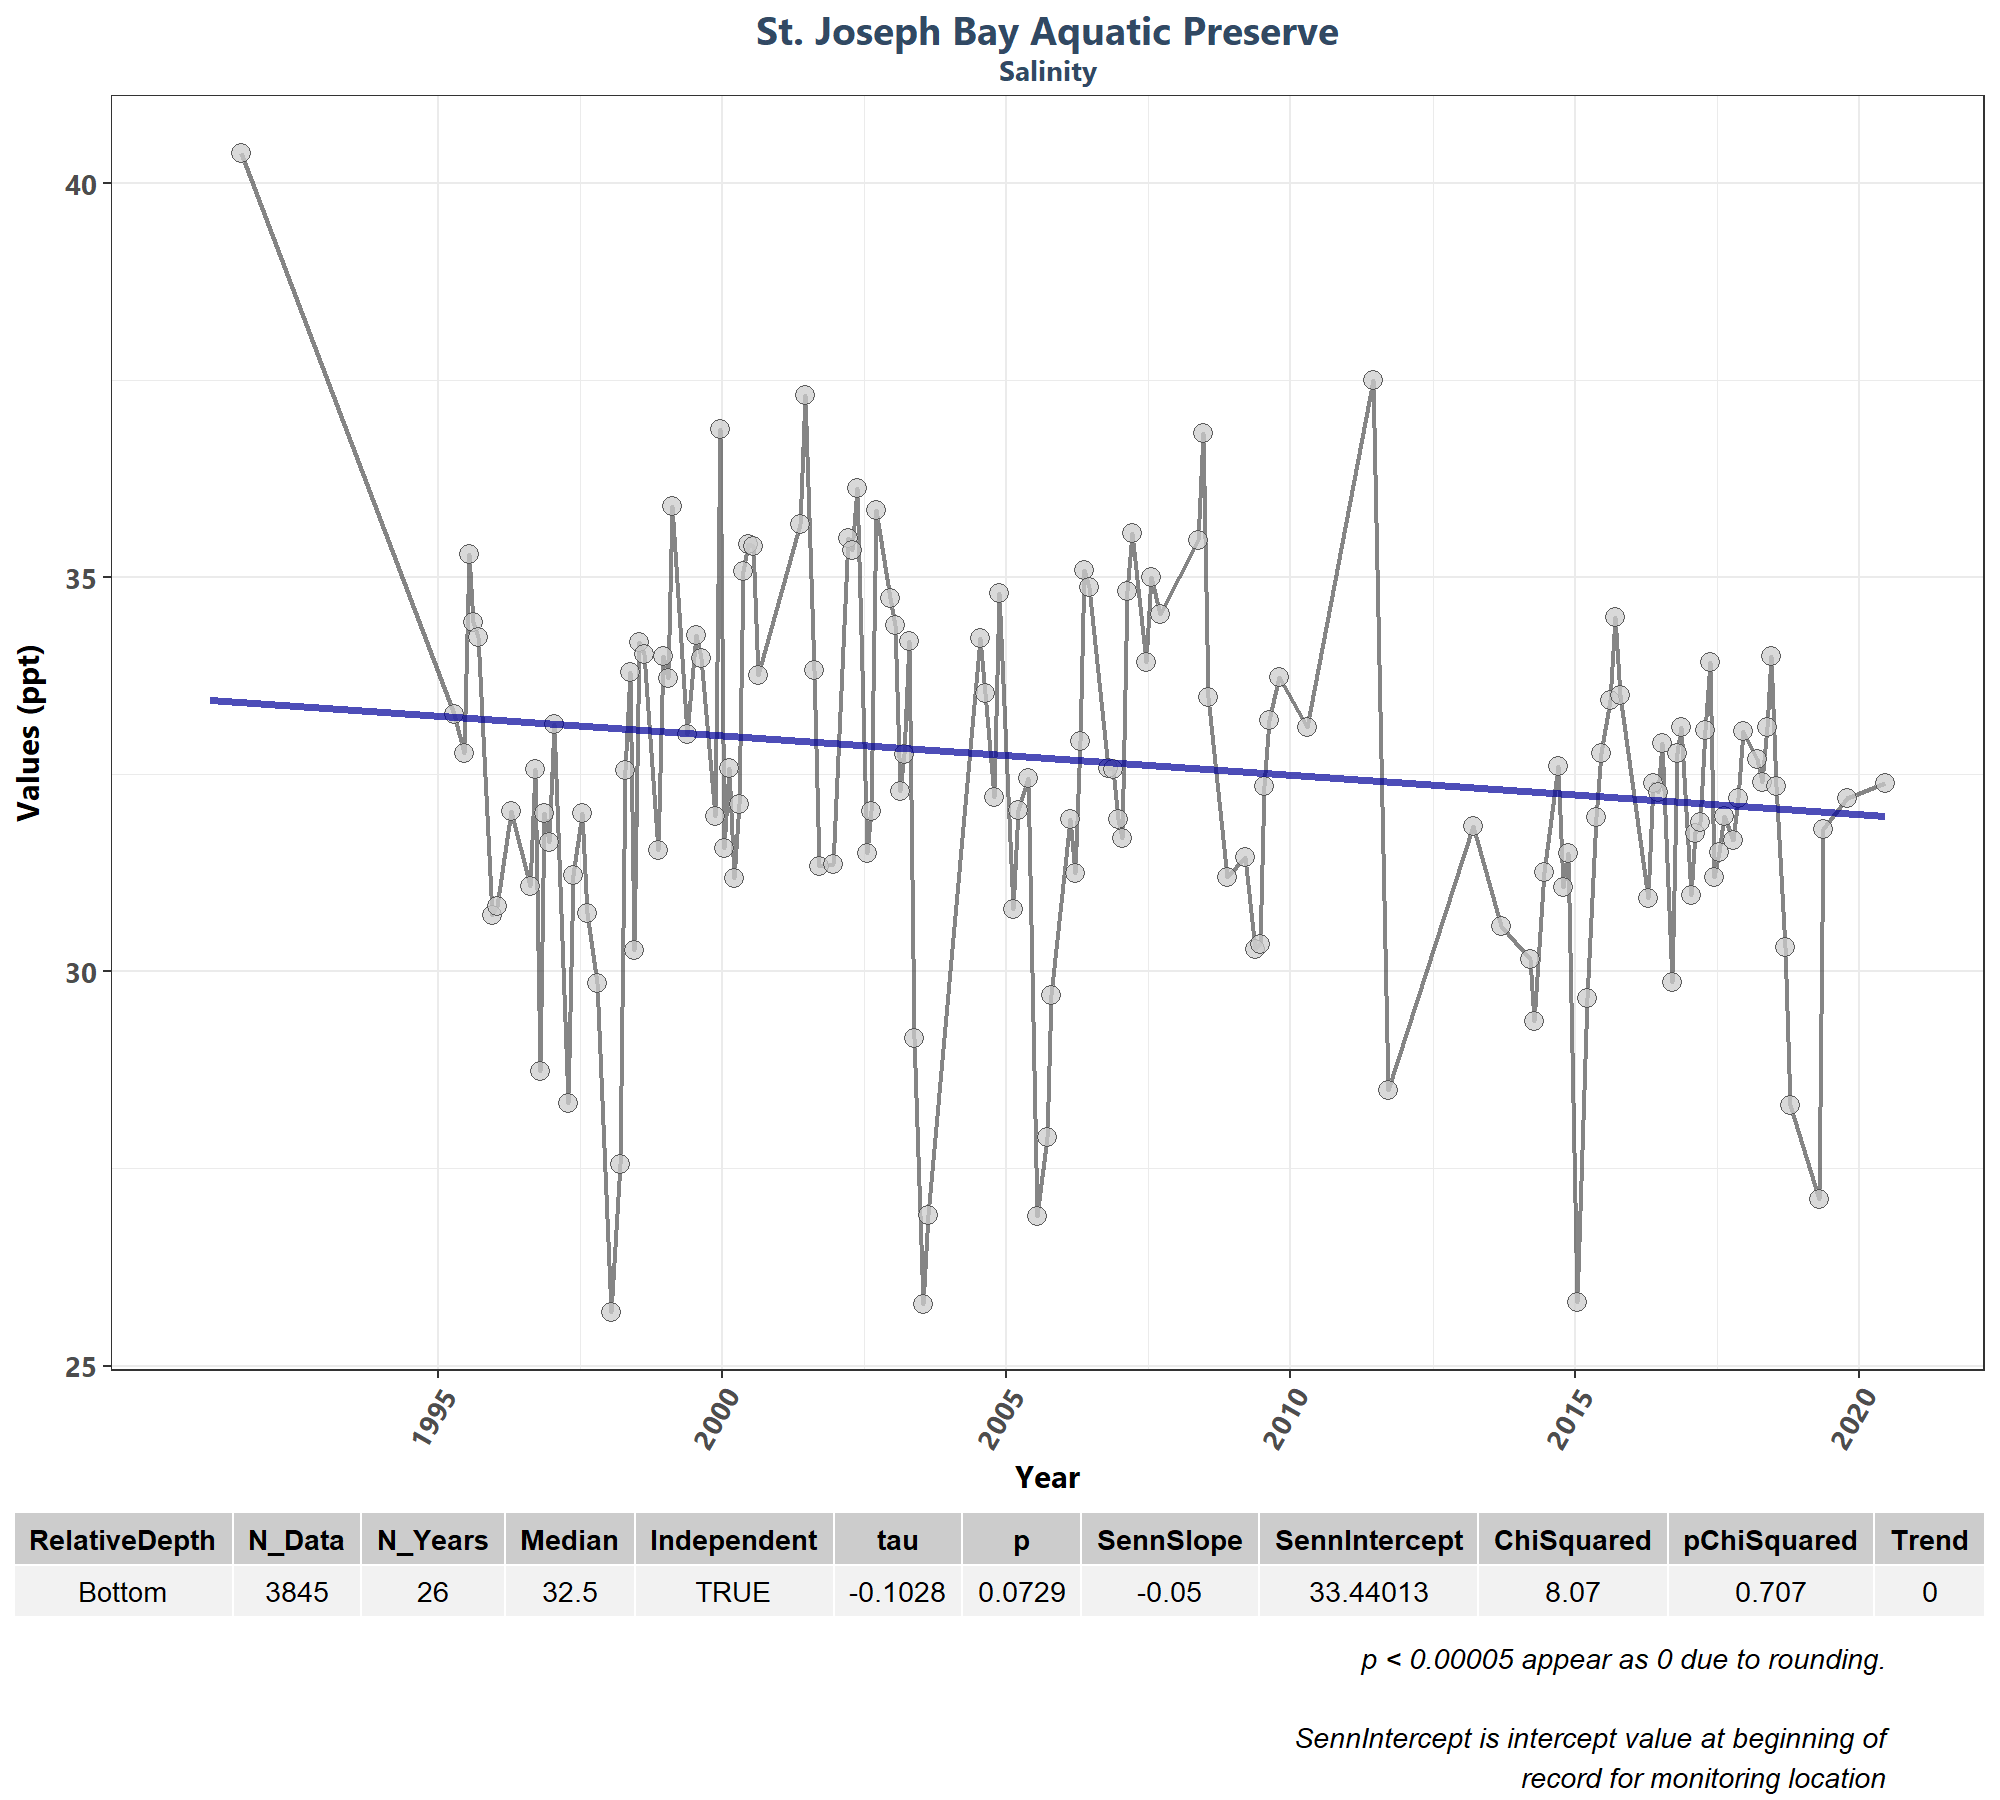 St. Joseph Bay Aquatic Preserve
Salinity
Values (ppt)
40
35
30
25
1995
2000
2005
2010
2015
2020
Year
RelativeDepth N_Data N_Years Median Independent tau p SennSlope SennIntercept ChiSquared pChiSquared Trend
Bottom 3845 26 32.5 TRUE -0.1028 0.0729 -0.05 33.44013 8.07 0.707 0
p < 0.00005 appear as 0 due to rounding.
SennIntercept is intercept value at beginning of
record for monitoring location